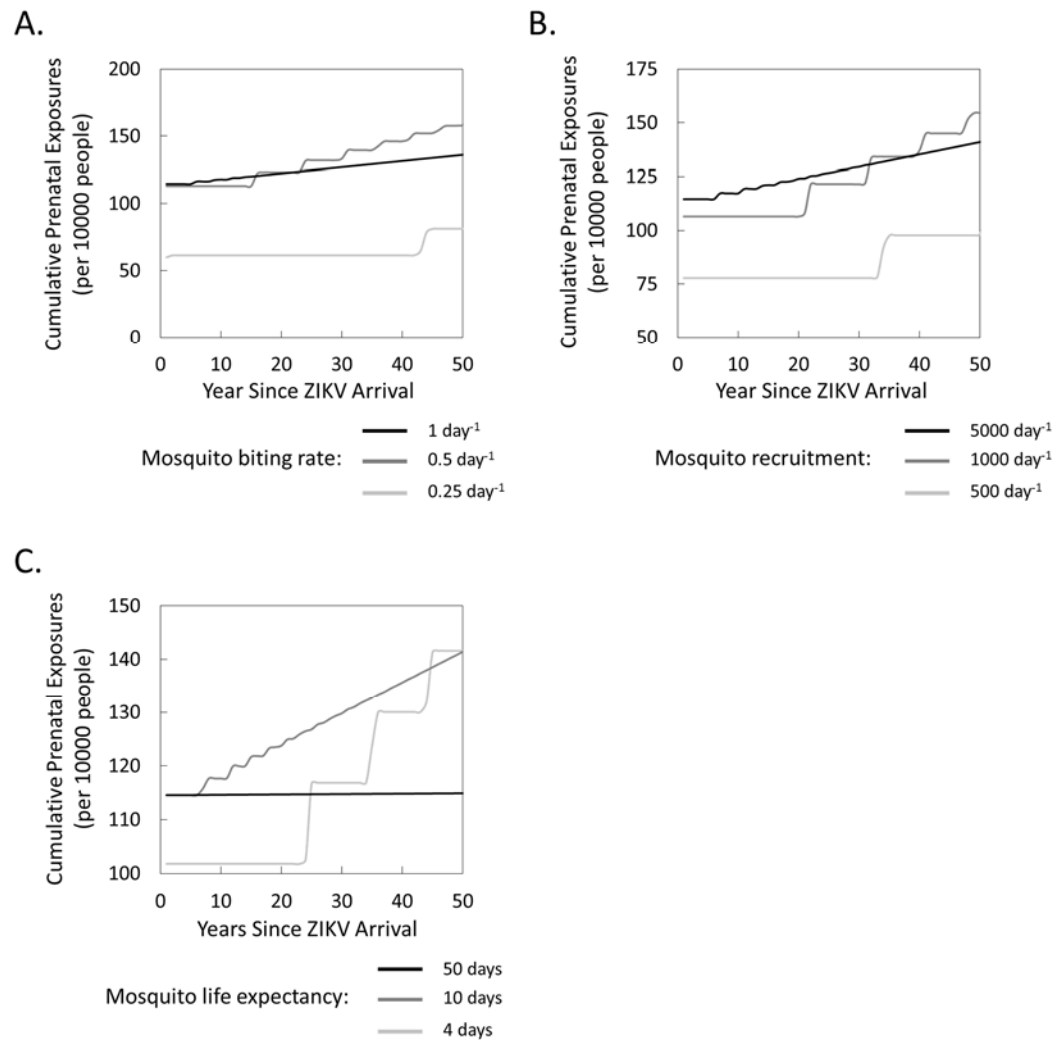 A.
Cumulative Prenatal Exposures
(per 10000 people)
200
150
100
50
0
0 10 20 30 40 50
Year Since ZIKV Arrival
Mosquito biting rate:
1 day⁻¹
0.5 day⁻¹
0.25 day⁻¹
B.
Cumulative Prenatal Exposures
(per 10000 people)
175
150
125
100
75
50
0 10 20 30 40 50
Year Since ZIKV Arrival
Mosquito recruitment:
5000 day⁻¹
1000 day⁻¹
500 day⁻¹
C.
Cumulative Prenatal Exposures
(per 10000 people)
150
140
130
120
110
100
0 10 20 30 40 50
Years Since ZIKV Arrival
Mosquito life expectancy:
50 days
10 days
4 days